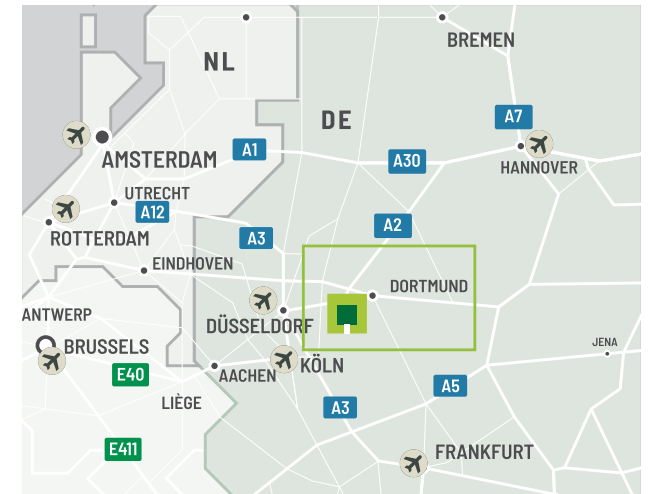 NL
BREMEN
DE
A7
A1
AMSTERDAM
A30
HANNOVER
UTRECHT
A12
A2
ROTTERDAM
A3
EINDHOVEN
DORTMUND
ANTWERP
DÜSSELDORF
BRUSSELS
JENA
KÖLN
AACHEN
E40
A5
LIÈGE
A3
E411
FRANKFURT